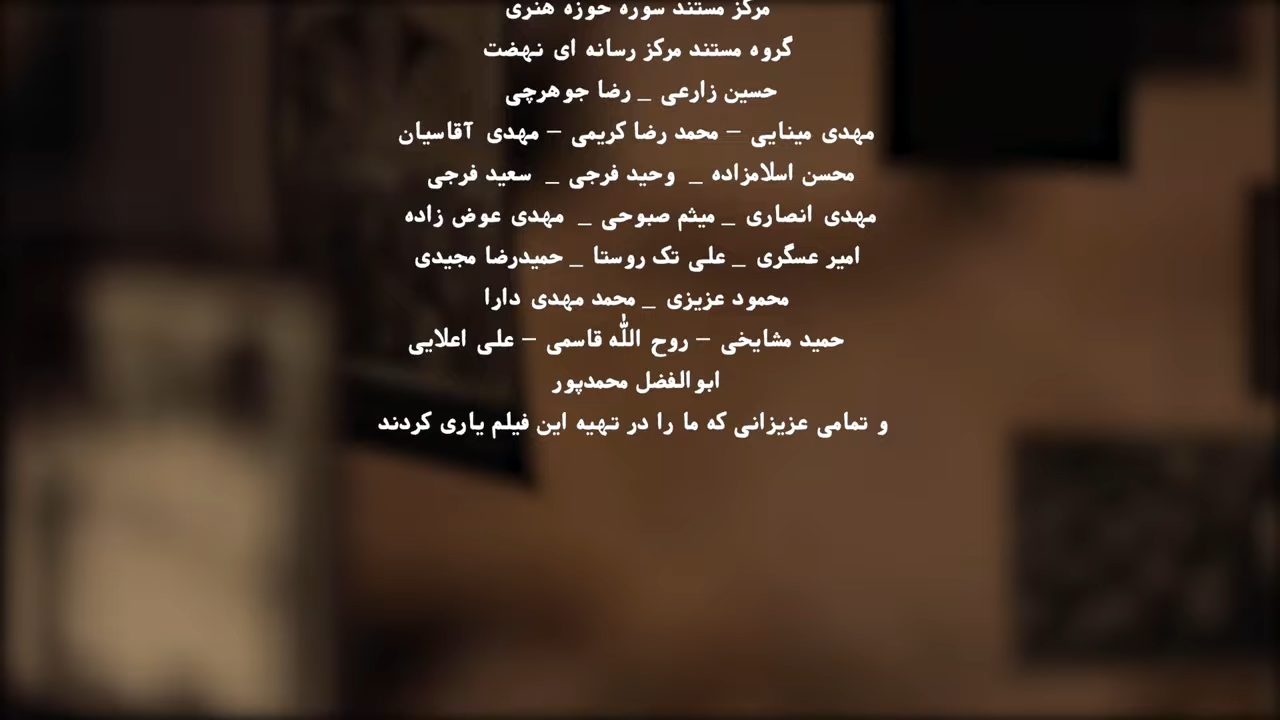 مرکز مستند سوره حوزه هنری
گروه مستند مرکز رسانه ای نهضت
حسین زارعی _ رضا جوهرچی
مهدی مینایی – محمد رضا کریمی – مهدی آقاسیان
محسن اسلامزاده _ وحید فرجی _ سعید فرجی
مهدی انصاری _ میثم صبوحی _ مهدی عوض زاده
امیر عسگری _ علی تک روستا _ حمیدرضا مجیدی
محمود عزیزی _ محمد مهدی دارا
حمید مشایخی – روح الله قاسمی – علی اعلایی
ابوالفضل محمدپور
و تمامی عزیزانی که ما را در تهیه این فیلم یاری کردند